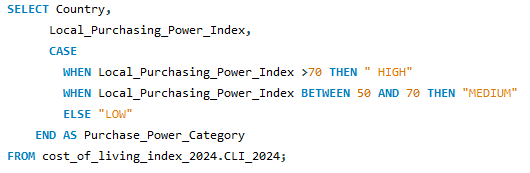 SELECT Country,
Local_Purchasing_Power_Index,
CASE
WHEN Local_Purchasing_Power_Index >70 THEN " HIGH"
WHEN Local_Purchasing_Power_Index BETWEEN 50 AND 70 THEN "MEDIUM"
ELSE "LOW"
END AS Purchase_Power_Category
FROM cost_of_living_index_2024.CLI_2024;